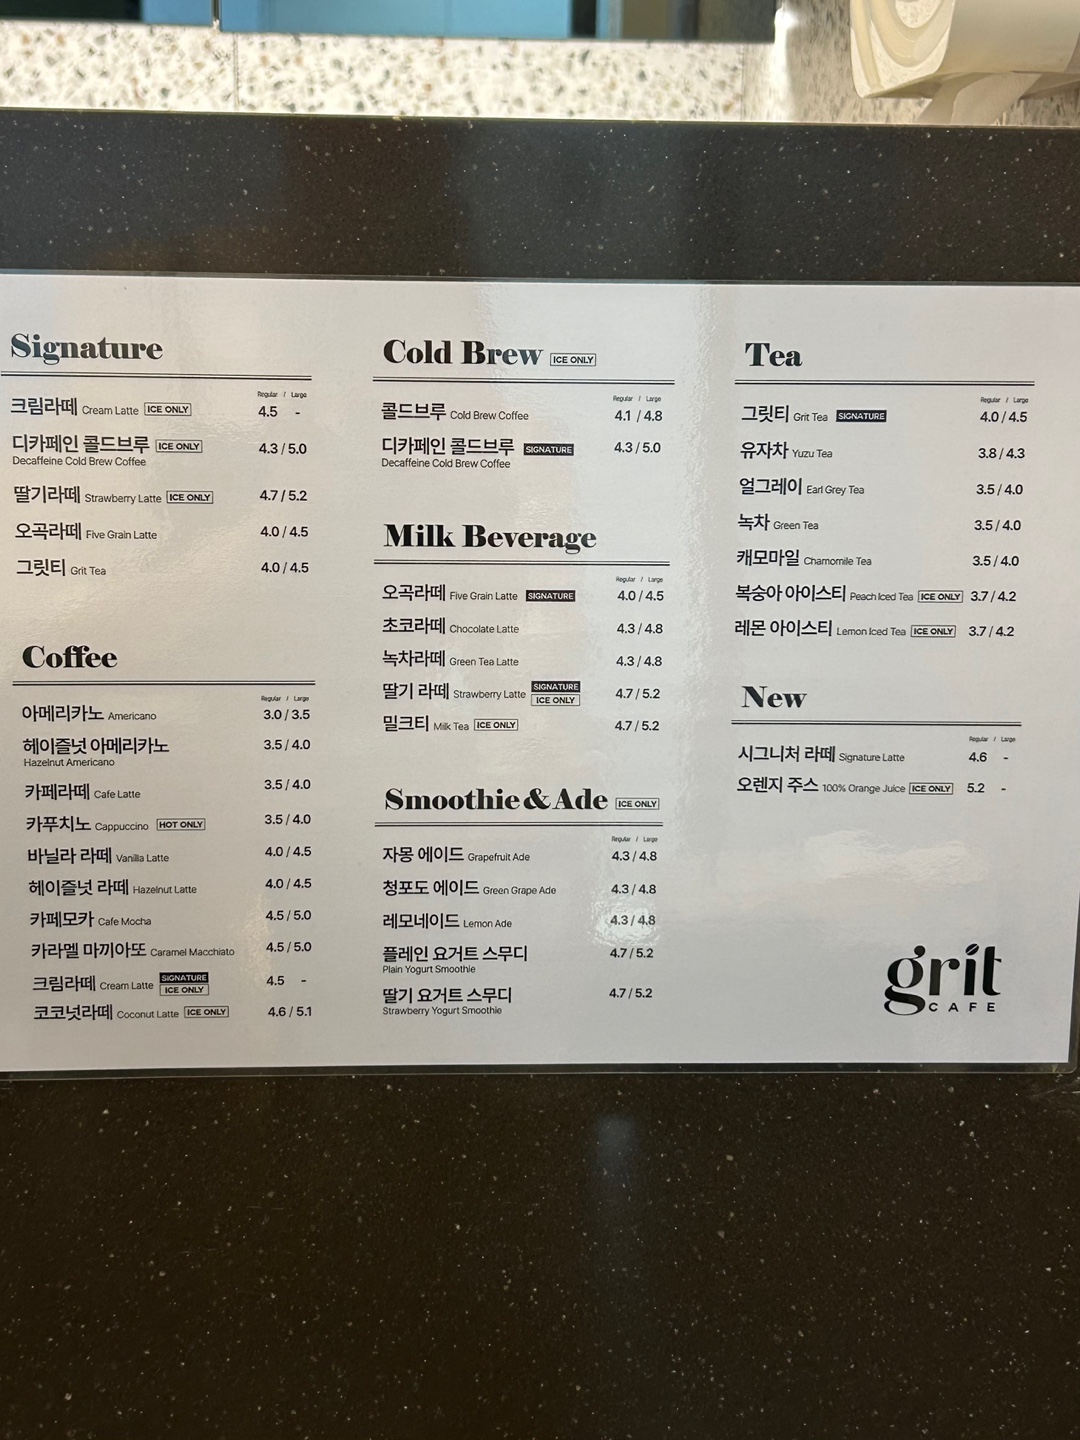 Signature
Regular / Large
크림라떼 Cream Latte ICE ONLY 4.5 -
디카페인 콜드브루 ICE ONLY 4.3 / 5.0
Decaffeine Cold Brew Coffee
딸기라떼 Strawberry Latte ICE ONLY 4.7 / 5.2
오곡라떼 Five Grain Latte 4.0 / 4.5
그릿티 Grit Tea 4.0 / 4.5
Coffee
Regular / Large
아메리카노 Americano 3.0 / 3.5
헤이즐넛 아메리카노 3.5 / 4.0
Hazelnut Americano
카페라떼 Cafe Latte 3.5 / 4.0
카푸치노 Cappuccino HOT ONLY 3.5 / 4.0
바닐라 라떼 Vanilla Latte 4.0 / 4.5
헤이즐넛 라떼 Hazelnut Latte 4.0 / 4.5
카페모카 Cafe Mocha 4.5 / 5.0
카라멜 마끼아또 Caramel Macchiato 4.5 / 5.0
크림라떼 Cream Latte SIGNATURE ICE ONLY 4.5 -
코코넛라떼 Coconut Latte ICE ONLY 4.6 / 5.1
Cold Brew ICE ONLY
Regular / Large
콜드브루 Cold Brew Coffee 4.1 / 4.8
디카페인 콜드브루 SIGNATURE 4.3 / 5.0
Decaffeine Cold Brew Coffee
Milk Beverage
Regular / Large
오곡라떼 Five Grain Latte SIGNATURE 4.0 / 4.5
초코라떼 Chocolate Latte 4.3 / 4.8
녹차라떼 Green Tea Latte 4.3 / 4.8
딸기 라떼 Strawberry Latte SIGNATURE ICE ONLY 4.7 / 5.2
밀크티 Milk Tea ICE ONLY 4.7 / 5.2
Smoothie & Ade ICE ONLY
Regular / Large
자몽 에이드 Grapefruit Ade 4.3 / 4.8
청포도 에이드 Green Grape Ade 4.3 / 4.8
레모네이드 Lemon Ade 4.3 / 4.8
플레인 요거트 스무디 4.7 / 5.2
Plain Yogurt Smoothie
딸기 요거트 스무디 4.7 / 5.2
Strawberry Yogurt Smoothie
Tea
Regular / Large
그릿티 Grit Tea SIGNATURE 4.0 / 4.5
유자차 Yuzu Tea 3.8 / 4.3
얼그레이 Earl Grey Tea 3.5 / 4.0
녹차 Green Tea 3.5 / 4.0
캐모마일 Chamomile Tea 3.5 / 4.0
복숭아 아이스티 Peach Iced Tea ICE ONLY 3.7 / 4.2
레몬 아이스티 Lemon Iced Tea ICE ONLY 3.7 / 4.2
New
Regular / Large
시그니처 라떼 Signature Latte 4.6 -
오렌지 주스 100% Orange Juice ICE ONLY 5.2 -
grit
CAFE